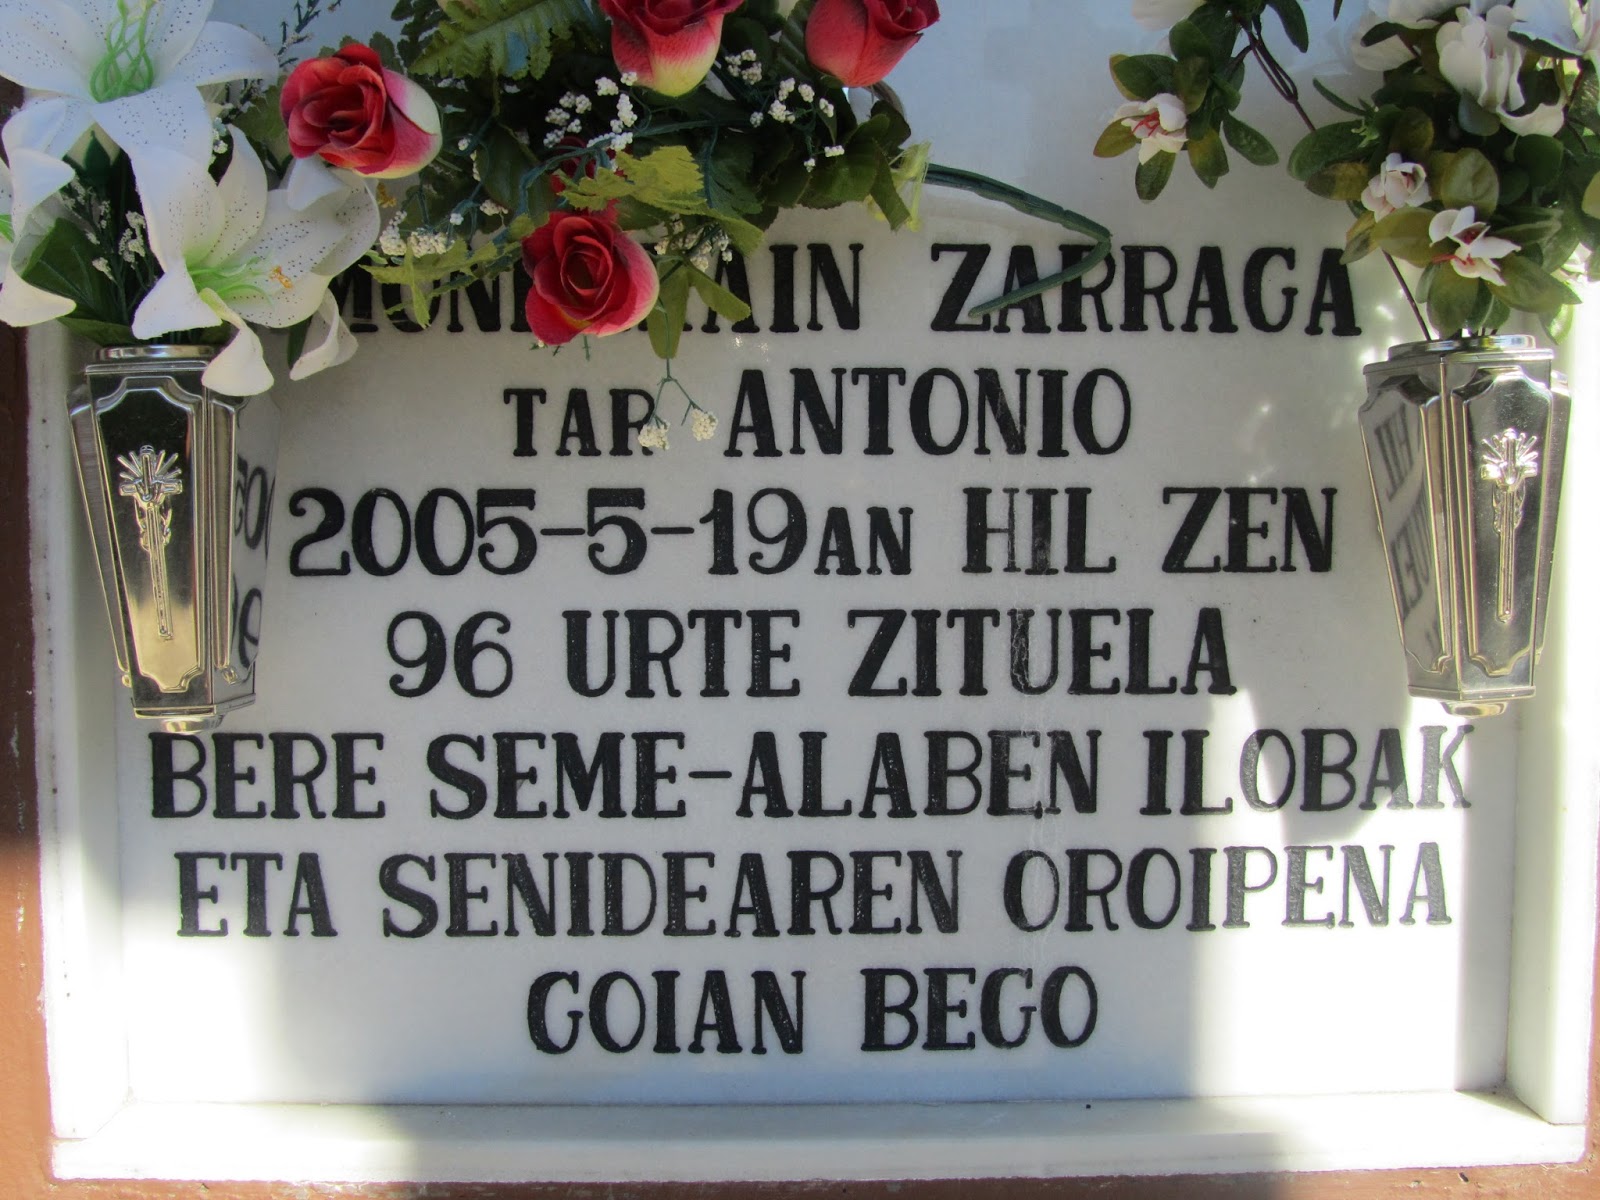 ZARRAGA
TAR ANTONIO
2005-5-19AN HIL ZEN
96 URTE ZITUELA
BERE SEME-ALABEN ILOBAK
ETA SENIDEAREN OROIPENA
GOIAN BEGO